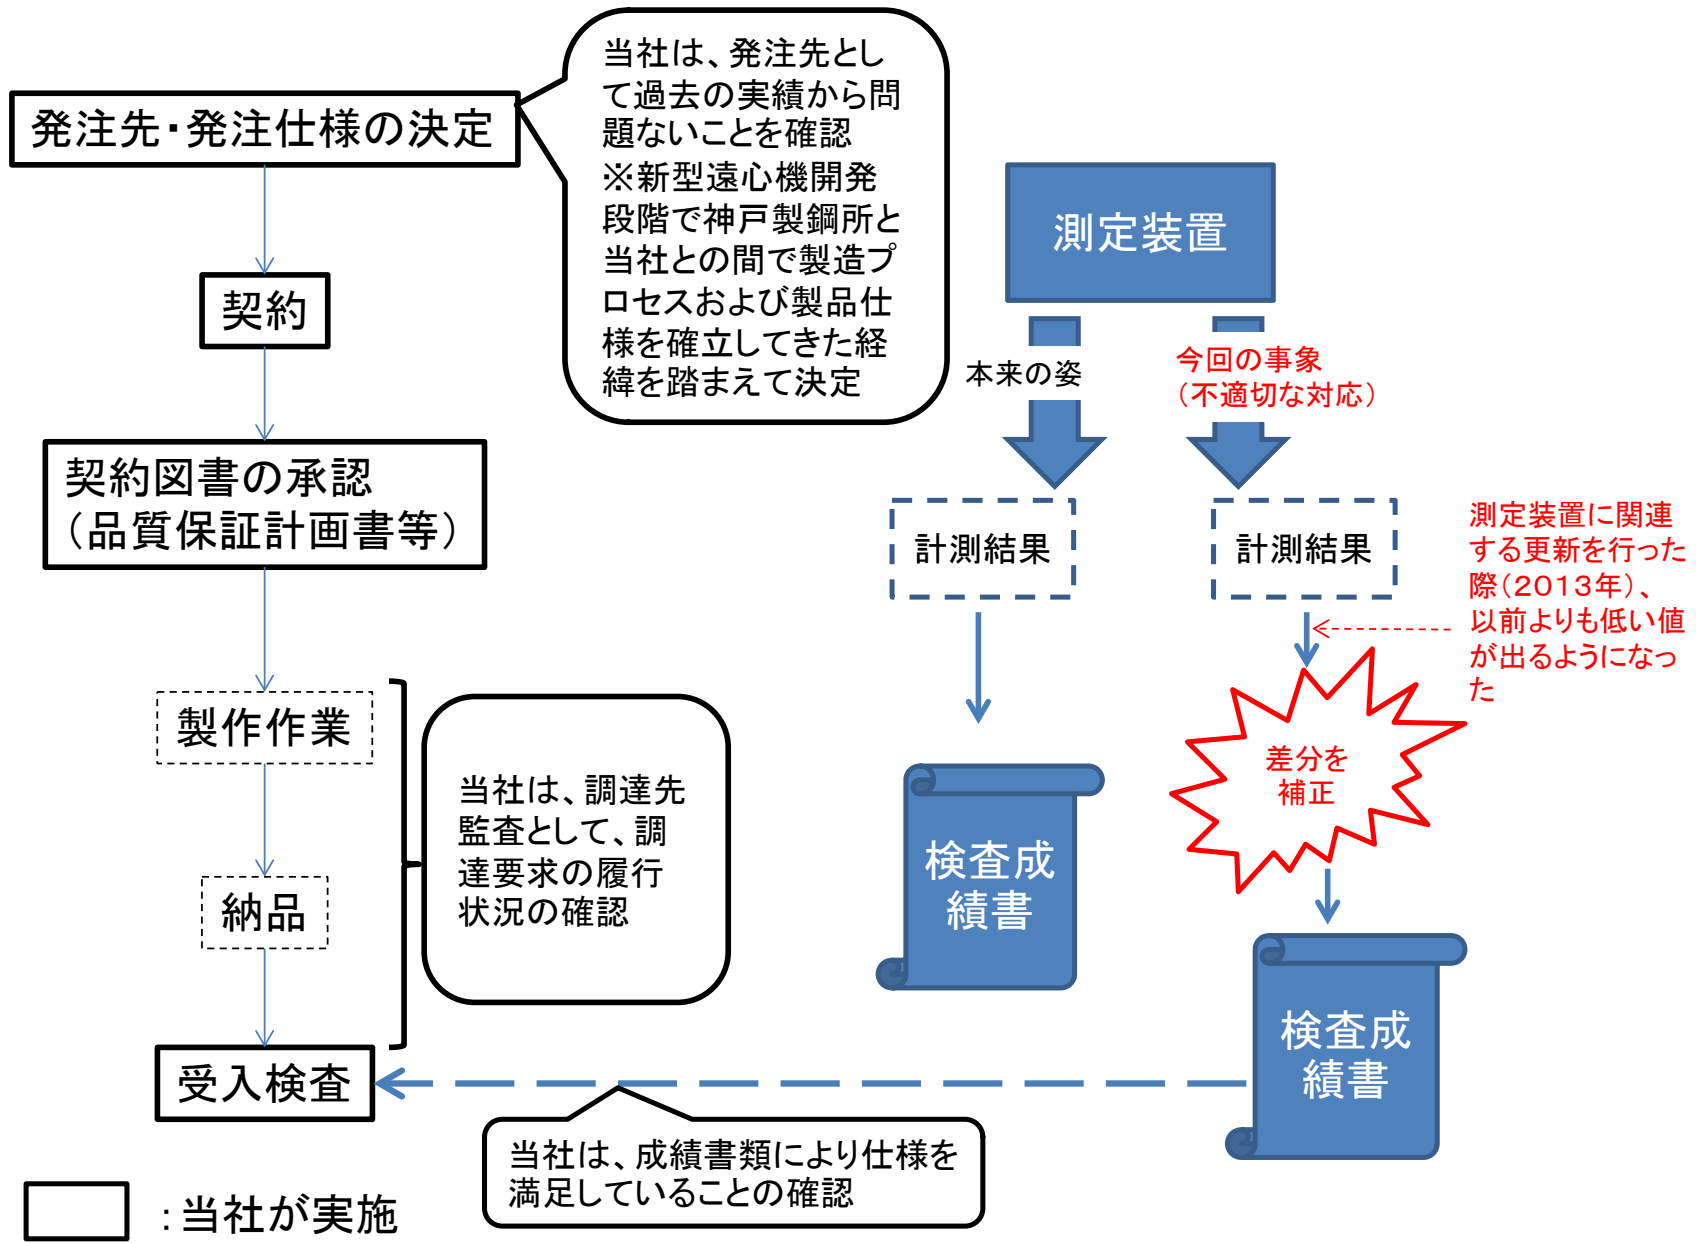 発注先・発注仕様の決定
契約
契約図書の承認
（品質保証計画書等）
製作作業
納品
受入検査
：当社が実施
当社は、発注先とし
て過去の実績から問
題ないことを確認
※新型遠心機開発
段階で神戸製鋼所と
当社との間で製造プ
ロセスおよび製品仕
様を確立してきた経
緯を踏まえて決定
当社は、調達先
監査として、調
達要求の履行
状況の確認
当社は、成績書類により仕様を
満足していることの確認
測定装置
本来の姿
今回の事象
（不適切な対応）
計測結果
計測結果
測定装置に関連
する更新を行った
際（２０１３年）、
以前よりも低い値
が出るようになっ
た
差分を
補正
検査成
績書
検査成
績書